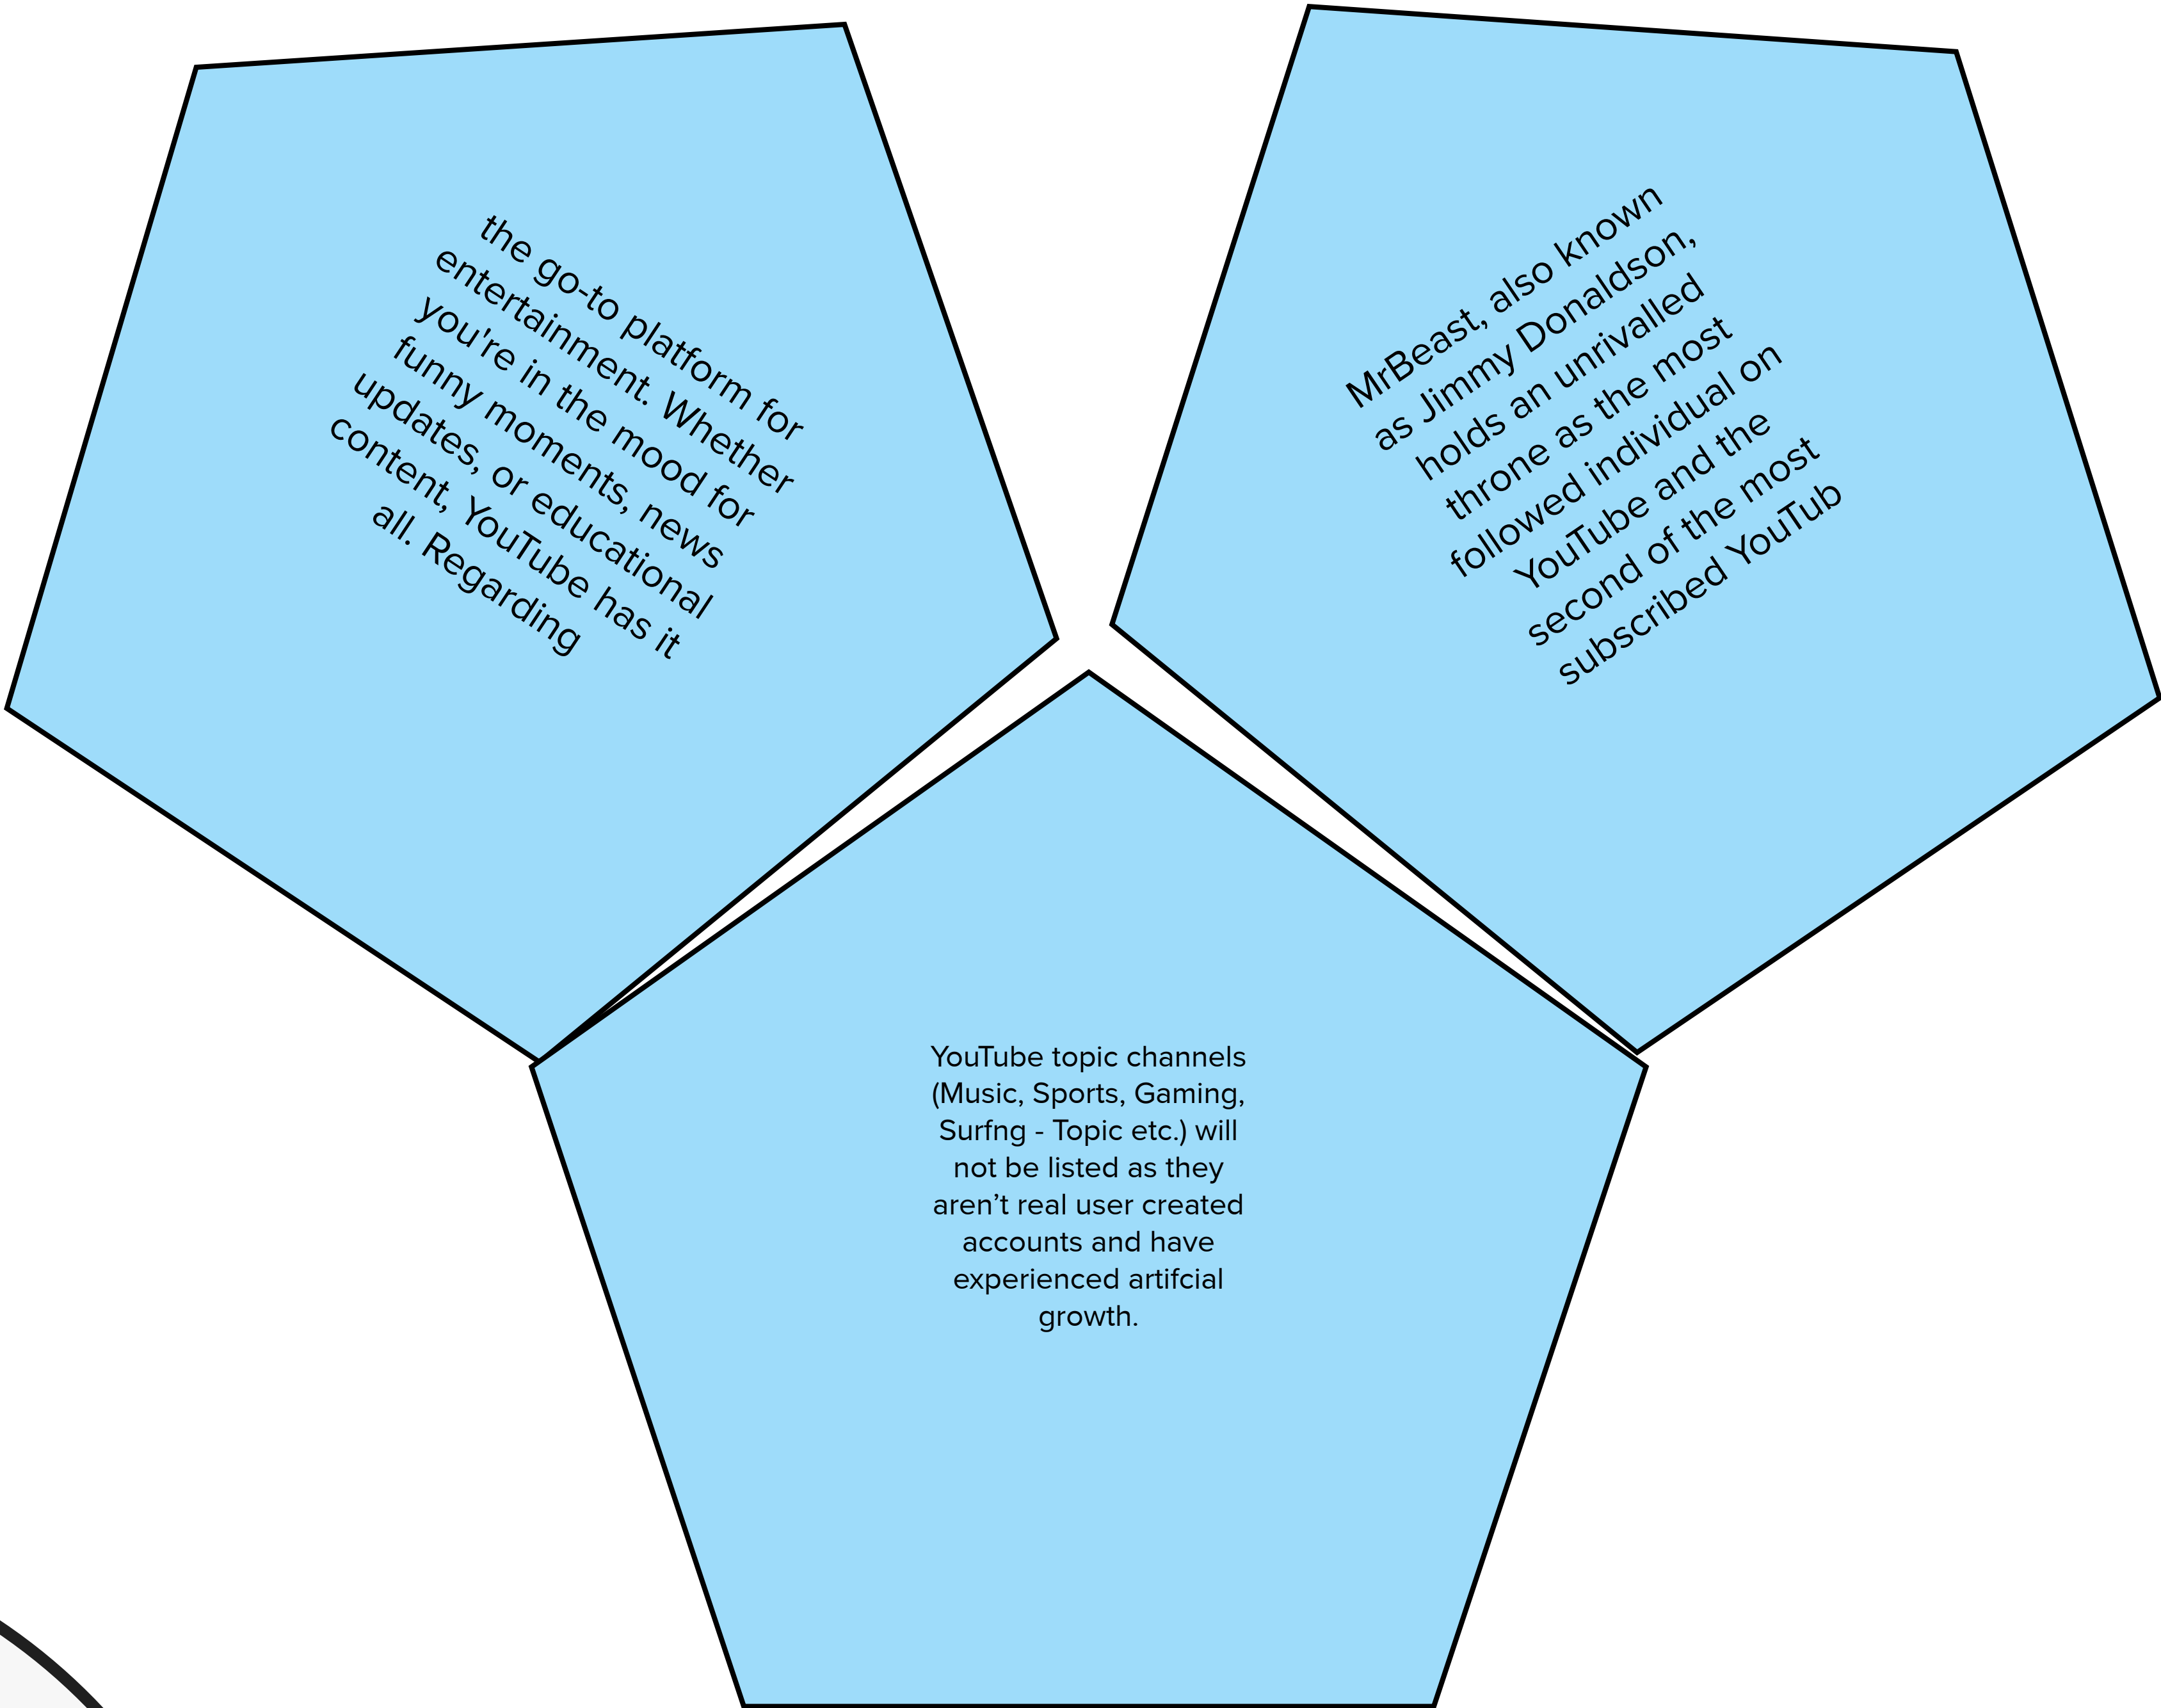 the go-to platform for
entertainment. Whether
you're in the mood for
funny moments, news
updates, or educational
content, YouTube has it
all. Regarding
MrBeast, also known
as Jimmy Donaldson,
holds an unrivalled
throne as the most
followed individual on
YouTube and the
second of the most
subscribed YouTub
YouTube topic channels
(Music, Sports, Gaming,
Surfng - Topic etc.) will
not be listed as they
aren’t real user created
accounts and have
experienced artifcial
growth.